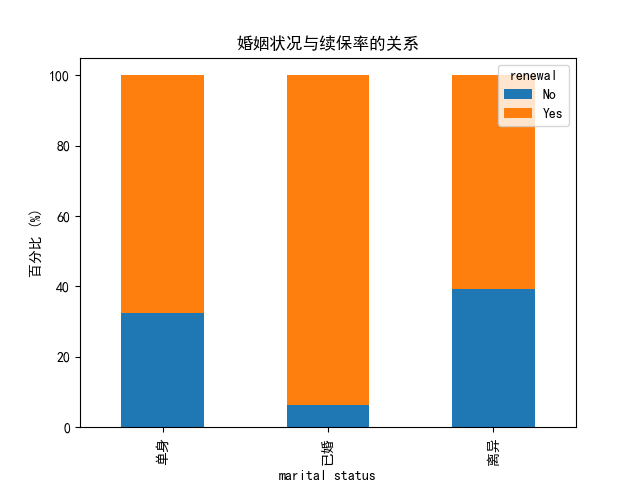 婚姻状况与续保率的关系
renewal
No
Yes
百分比 (%)
100
80
60
40
20
0
单身
已婚
离异
marital status